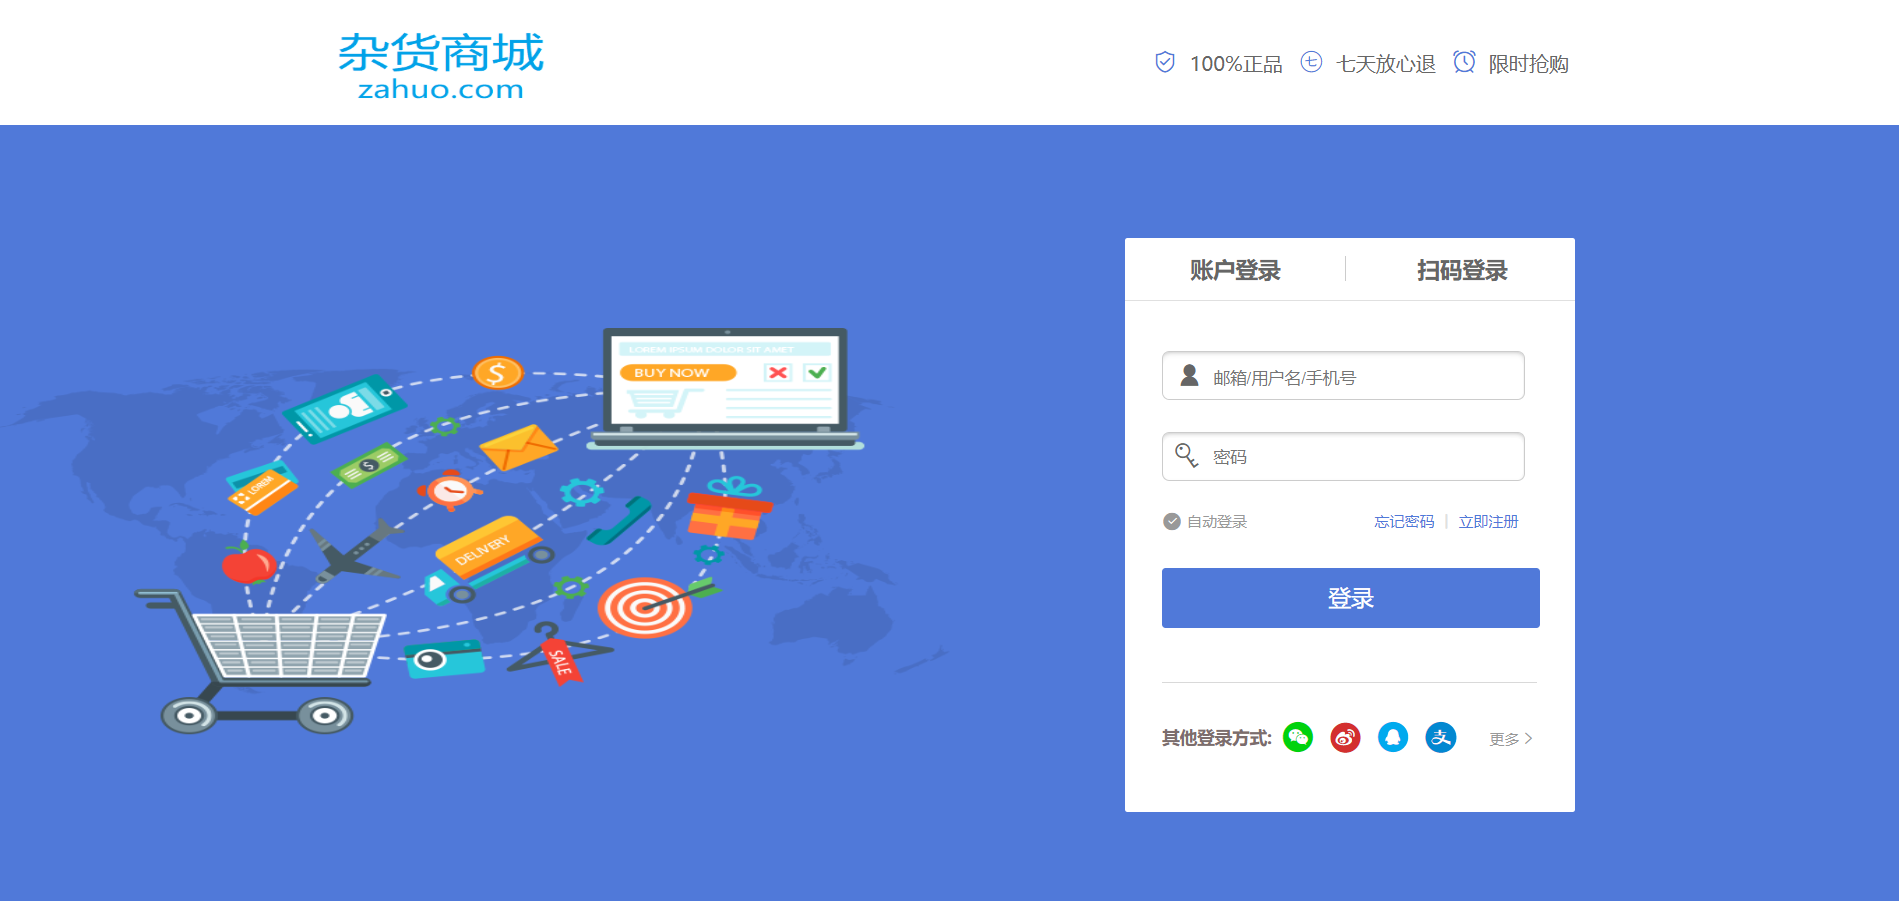 杂货商城
zahuo.com
100%正品 七 七天放心退 限时抢购
账户登录 扫码登录
邮箱/用户名/手机号
密码
自动登录 忘记密码 | 立即注册
登录
其他登录方式: 支 更多 >
LOREM IPSUM DOLOR SIT AMET
BUY NOW
$
$
LOREM
DELIVERY
SALE